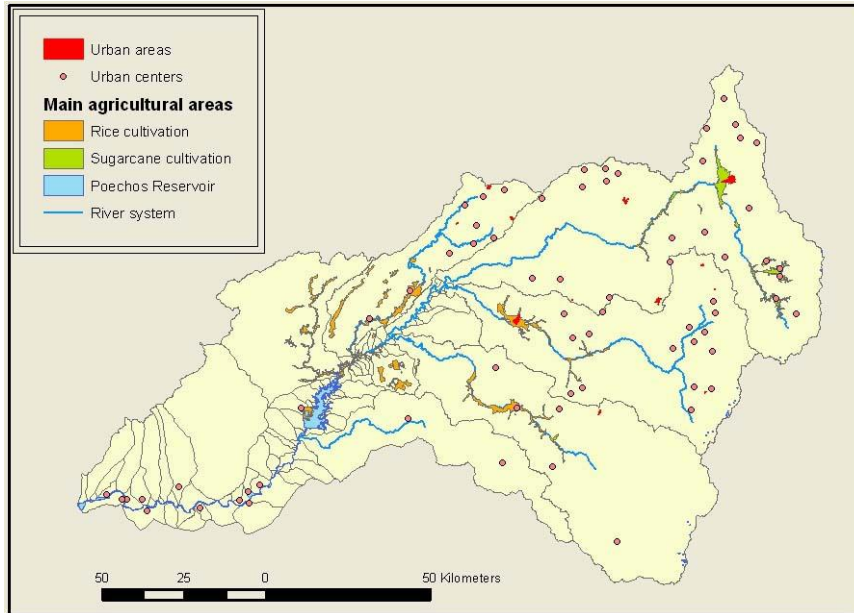 Urban areas
Urban centers
Main agricultural areas
Rice cultivation
Sugarcane cultivation
Poechos Reservoir
River system
50 25 0 50 Kilometers